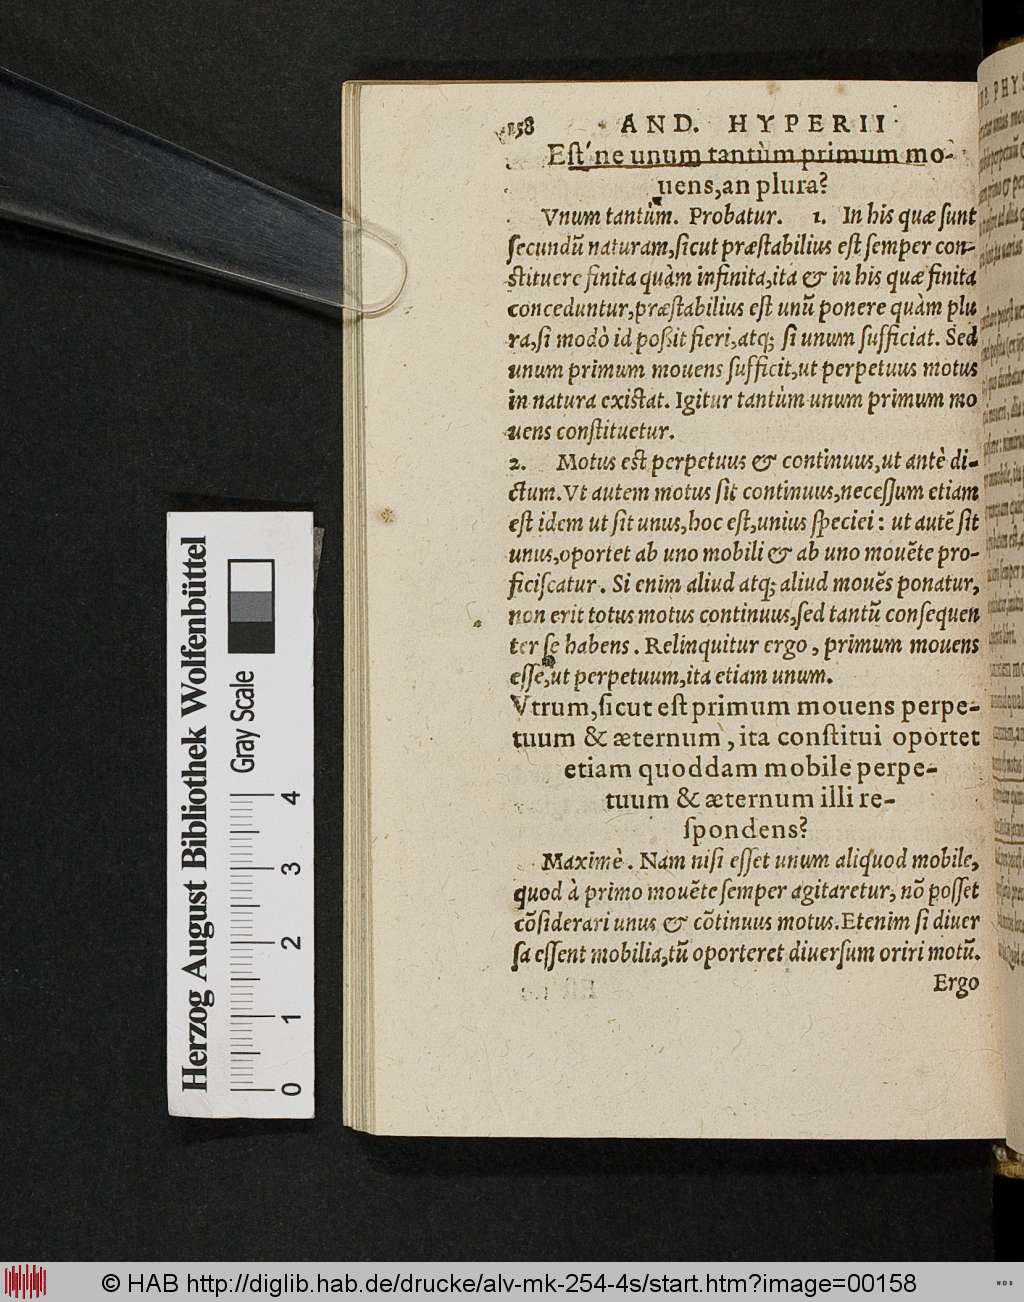 158 AND. HYPERII
Est'ne unum tantùm primum mo-
uens, an plura?
Vnum tantùm. Probatur. 1. In his quæ sunt
secundũ naturam, sicut præstabilius est semper con-
stituere finita quàm infinita, ita & in his quæ finita
conceduntur, præstabilius est unũ ponere quàm plu
ra, si modò id possit fieri, atq; si unum sufficiat. Sed
unum primum mouens sufficit, ut perpetuus motus
in natura existat. Igitur tantùm unum primum mo
uens constituetur.
2. Motus est perpetuus & continuus, ut antè di-
ctum. Vt autem motus sit continuus, necessum etiam
est idem ut sit unus, hoc est, unius speciei: ut autẽ sit
unus, oportet ab uno mobili & ab uno mouẽte pro-
ficiscatur. Si enim aliud atq; aliud mouẽs ponatur,
non erit totus motus continuus, sed tantũ consequen
ter se habens. Relinquitur ergo, primum mouens
esse, ut perpetuum, ita etiam unum.
Vtrum, sicut est primum mouens perpe-
tuum & æternum, ita constitui oportet
etiam quoddam mobile perpe-
tuum & æternum illi re-
spondens?
Maximè. Nam nisi esset unum aliquod mobile,
quod à primo mouẽte semper agitaretur, nõ posset
cõsiderari unus & cõtinuus motus. Etenim si diuer
sa essent mobilia, tũ oporteret diuersum oriri motũ.
Ergo
Herzog August Bibliothek Wolfenbüttel
Gray Scale
0 1 2 3 4
© HAB http://diglib.hab.de/drucke/alv-mk-254-4s/start.htm?image=00158